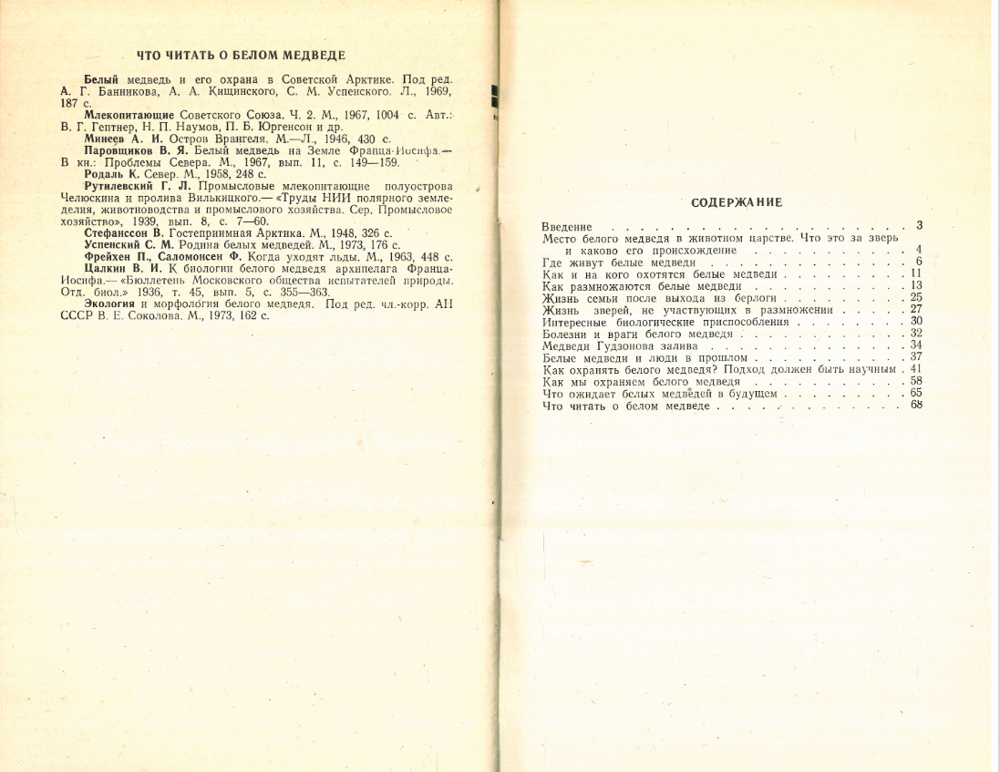 ЧТО ЧИТАТЬ О БЕЛОМ МЕДВЕДЕ
Белый медведь и его охрана в Советской Арктике. Под ред.
А. Г. Банникова, А. А. Кищинского, С. М. Успенского. Л., 1969,
187 с.
Млекопитающие Советского Союза. Ч. 2. М., 1967, 1004 с. Авт.:
В. Г. Гептнер, Н. П. Наумов, П. Б. Юргенсон и др.
Минеев А. И. Остров Врангеля. М.—Л., 1946, 430 с.
Паровщиков В. Я. Белый медведь на Земле Франца-Иосифа.—
В кн.: Проблемы Севера. М., 1967, вып. 11, с. 149—159.
Родаль К. Север. М., 1958, 248 с.
Рутилевский Г. Л. Промысловые млекопитающие полуострова
Челюскина и пролива Вилькицкого.— «Труды НИИ полярного земле-
делия, животноводства и промыслового хозяйства. Сер. Промысловое
хозяйство», 1939, вып. 8, с. 7—60.
Стефанссон В. Гостеприимная Арктика. М., 1948, 326 с.
Успенский С. М. Родина белых медведей. М., 1973, 176 с.
Фрейхен П., Саломонсен Ф. Когда уходят льды. М., 1963, 448 с.
Цалкин В. И. К биологии белого медведя архипелага Франца-
Иосифа.— «Бюллетень Московского общества испытателей природы.
Отд. биол.» 1936, т. 45, вып. 5, с. 355—363.
Экология и морфология белого медведя. Под ред. чл.-корр. АН
СССР В. Е. Соколова. М., 1973, 162 с.
СОДЕРЖАНИЕ
Введение . . . . . . . . . . . . . . . . . . . . 3
Место белого медведя в животном царстве. Что это за зверь
и каково его происхождение . . . . . . . . . . 4
Где живут белые медведи . . . . . . . . . . . . . 6
Как и на кого охотятся белые медведи . . . . . . . . 11
Как размножаются белые медведи . . . . . . . . . . 13
Жизнь семьи после выхода из берлоги . . . . . . . . 25
Жизнь зверей, не участвующих в размножении . . . . . 27
Интересные биологические приспособления . . . . . . . 30
Болезни и враги белого медведя . . . . . . . . . . . 32
Медведи Гудзонова залива . . . . . . . . . . . . . 34
Белые медведи и люди в прошлом . . . . . . . . . . 37
Как охранять белого медведя? Подход должен быть научным . 41
Как мы охраняем белого медведя . . . . . . . . . . 58
Что ожидает белых медведей в будущем . . . . . . . . 65
Что читать о белом медведе . . . . . . . . . . . . 68